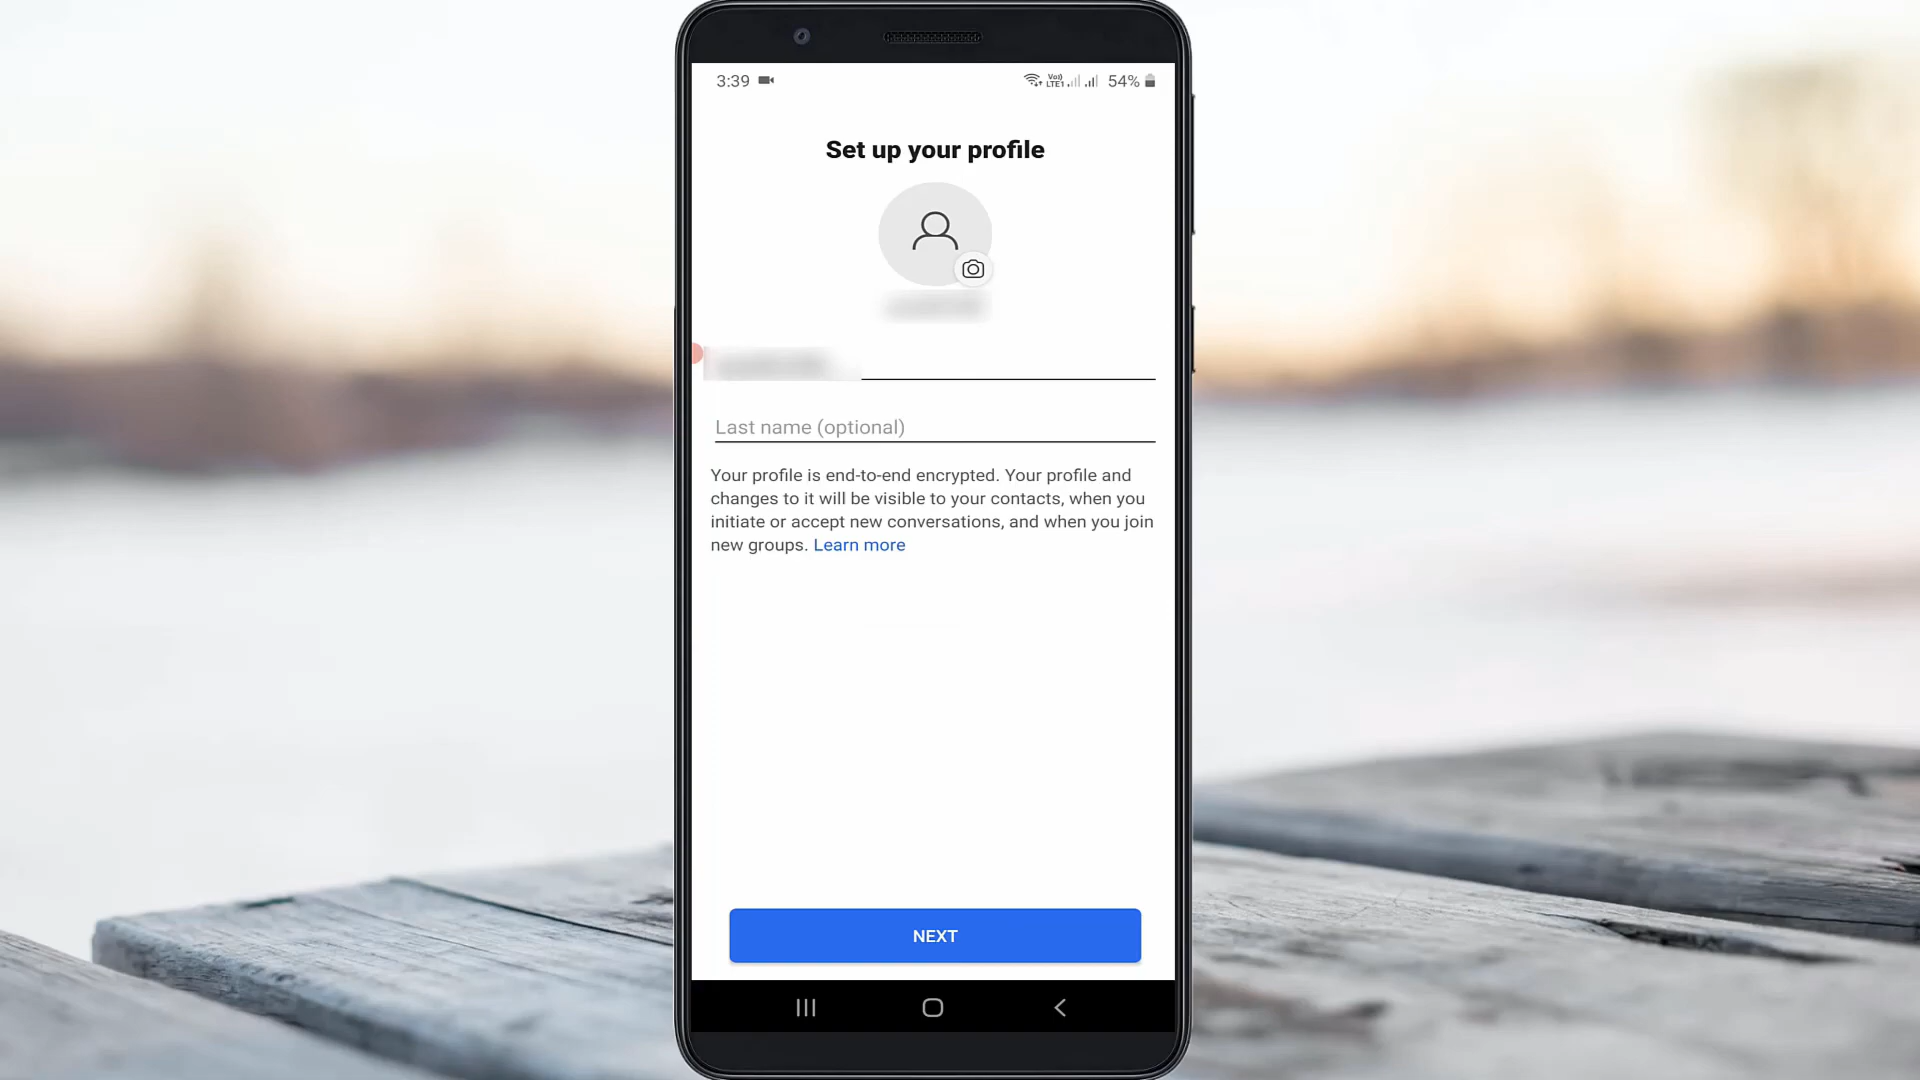 3:39
Vo)) LTE1 54%
Set up your profile
Last name (optional)
Your profile is end-to-end encrypted. Your profile and
changes to it will be visible to your contacts, when you
initiate or accept new conversations, and when you join
new groups. Learn more
NEXT